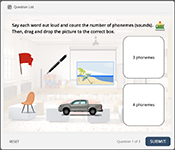 Question List
Say each word out loud and count the number of phonemes (sounds).
Then, drag and drop the picture to the correct box.
3 phonemes
4 phonemes
RESET
Question 1 of 3
SUBMIT